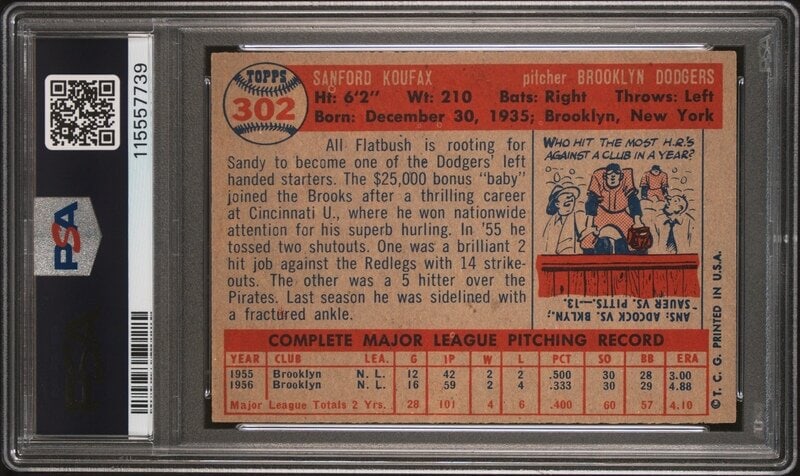 115557739
PSA
TOPPS
302
SANFORD KOUFAX pitcher BROOKLYN DODGERS
Ht: 6'2" Wt: 210 Bats: Right Throws: Left
Born: December 30, 1935; Brooklyn, New York
All Flatbush is rooting for
Sandy to become one of the Dodgers' left
handed starters. The $25,000 bonus "baby"
joined the Brooks after a thrilling career
at Cincinnati U., where he won nationwide
attention for his superb hurling. In '55 he
tossed two shutouts. One was a brilliant 2
hit job against the Redlegs with 14 strike-
outs. The other was a 5 hitter over the
Pirates. Last season he was sidelined with
a fractured ankle.
WHO HIT THE MOST H.R.'S
AGAINST A CLUB IN A YEAR?
ANS: ADCOCK VS. BKLYN.;
SAUER VS. PITTS.—13.
COMPLETE MAJOR LEAGUE PITCHING RECORD
YEAR CLUB LEA. G IP W L PCT SO BB ERA
1955 Brooklyn N. L. 12 42 2 2 .500 30 28 3.00
1956 Brooklyn N. L. 16 59 2 4 .333 30 29 4.88
Major League Totals 2 Yrs. 28 101 4 6 .400 60 57 4.10
© T. C. G. PRINTED IN U.S.A.